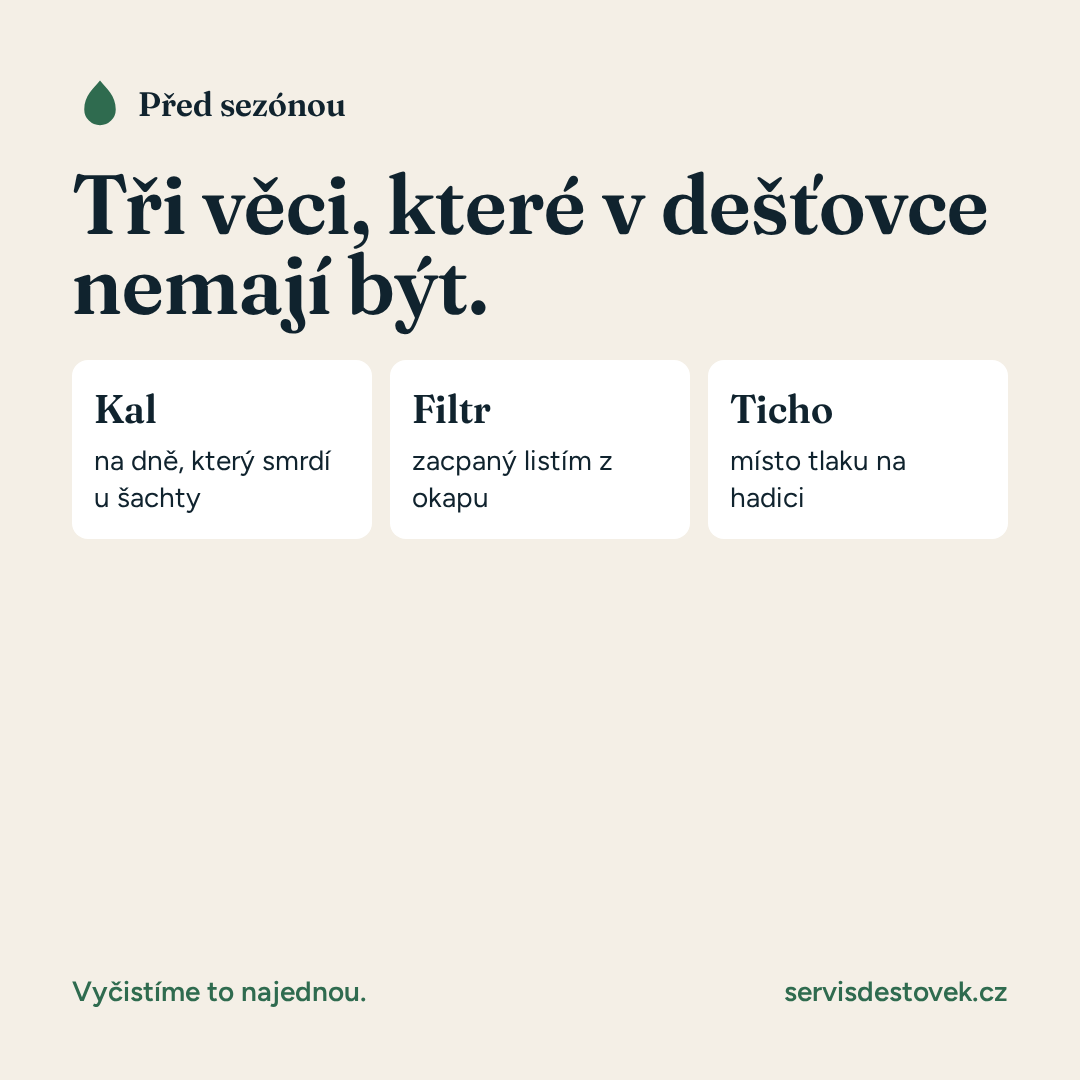 Před sezónou
Tři věci, které v dešťovce
nemají být.
Kal
na dně, který smrdí
u šachty
Filtr
zacpaný listím z
okapu
Ticho
místo tlaku na
hadici
Vyčistíme to najednou.
servisdestovek.cz